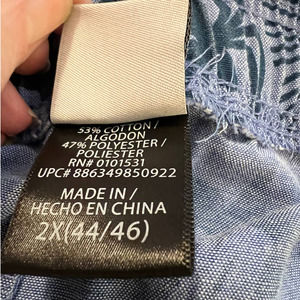 53% COTTON /
ALGODON
47% POLYESTER /
POLIESTER
RN# 0101531
UPC# 886349850922
MADE IN /
HECHO EN CHINA
2X(44/46)